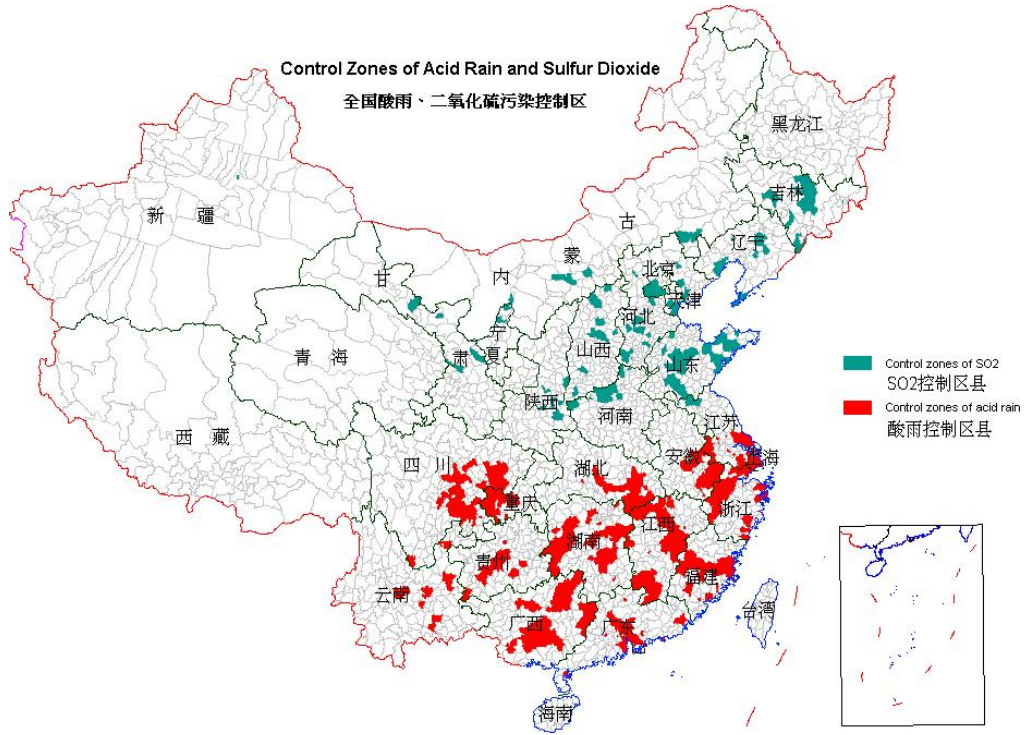 Control Zones of Acid Rain and Sulfur Dioxide
全国酸雨、二氧化硫污染控制区
黑龙江
吉林
新 疆
古
辽宁
蒙
北京
甘
内
天津
河北
宁
夏
山西
青 海
肃
山东
Control zones of SO2
SO2控制区县
陕西
河南
Control zones of acid rain
酸雨控制区县
江苏
西 藏
四 川
湖北
安徽
上海
重庆
浙江
江西
湖南
贵州
福建
云南
台湾
广西
广东
海南